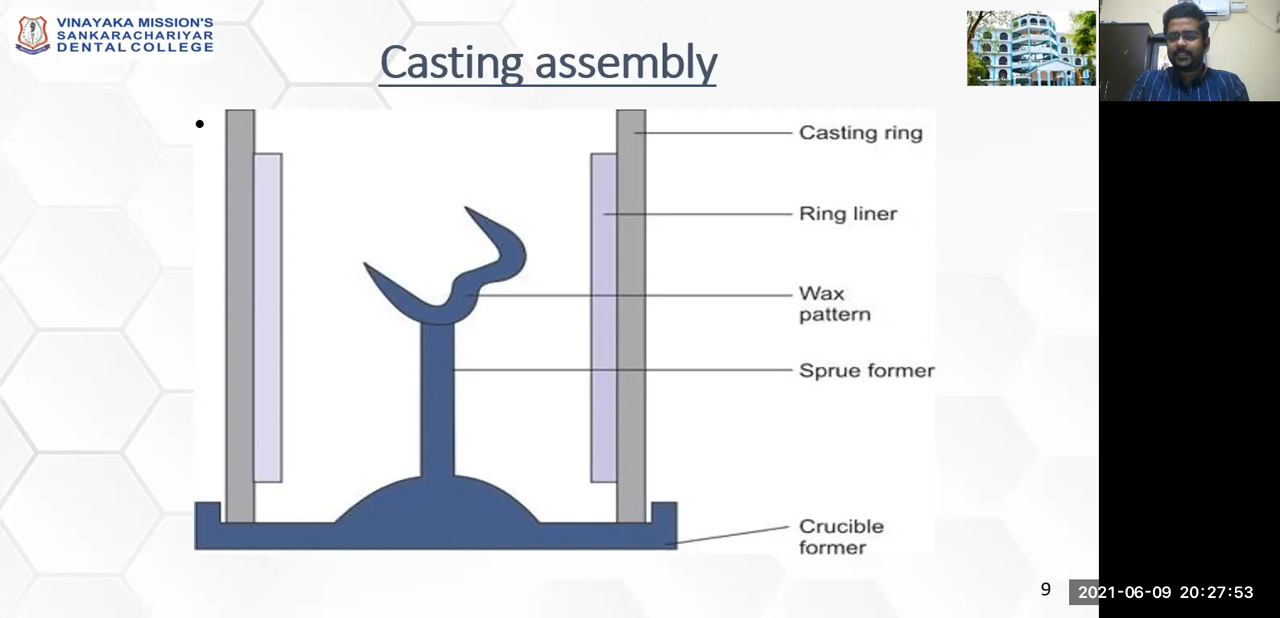 VINAYAKA MISSION'S
SANKARACHARIYAR
DENTAL COLLEGE
Casting assembly
•
Casting ring
Ring liner
Wax
pattern
Sprue former
Crucible
former
9
2021-06-09 20:27:53